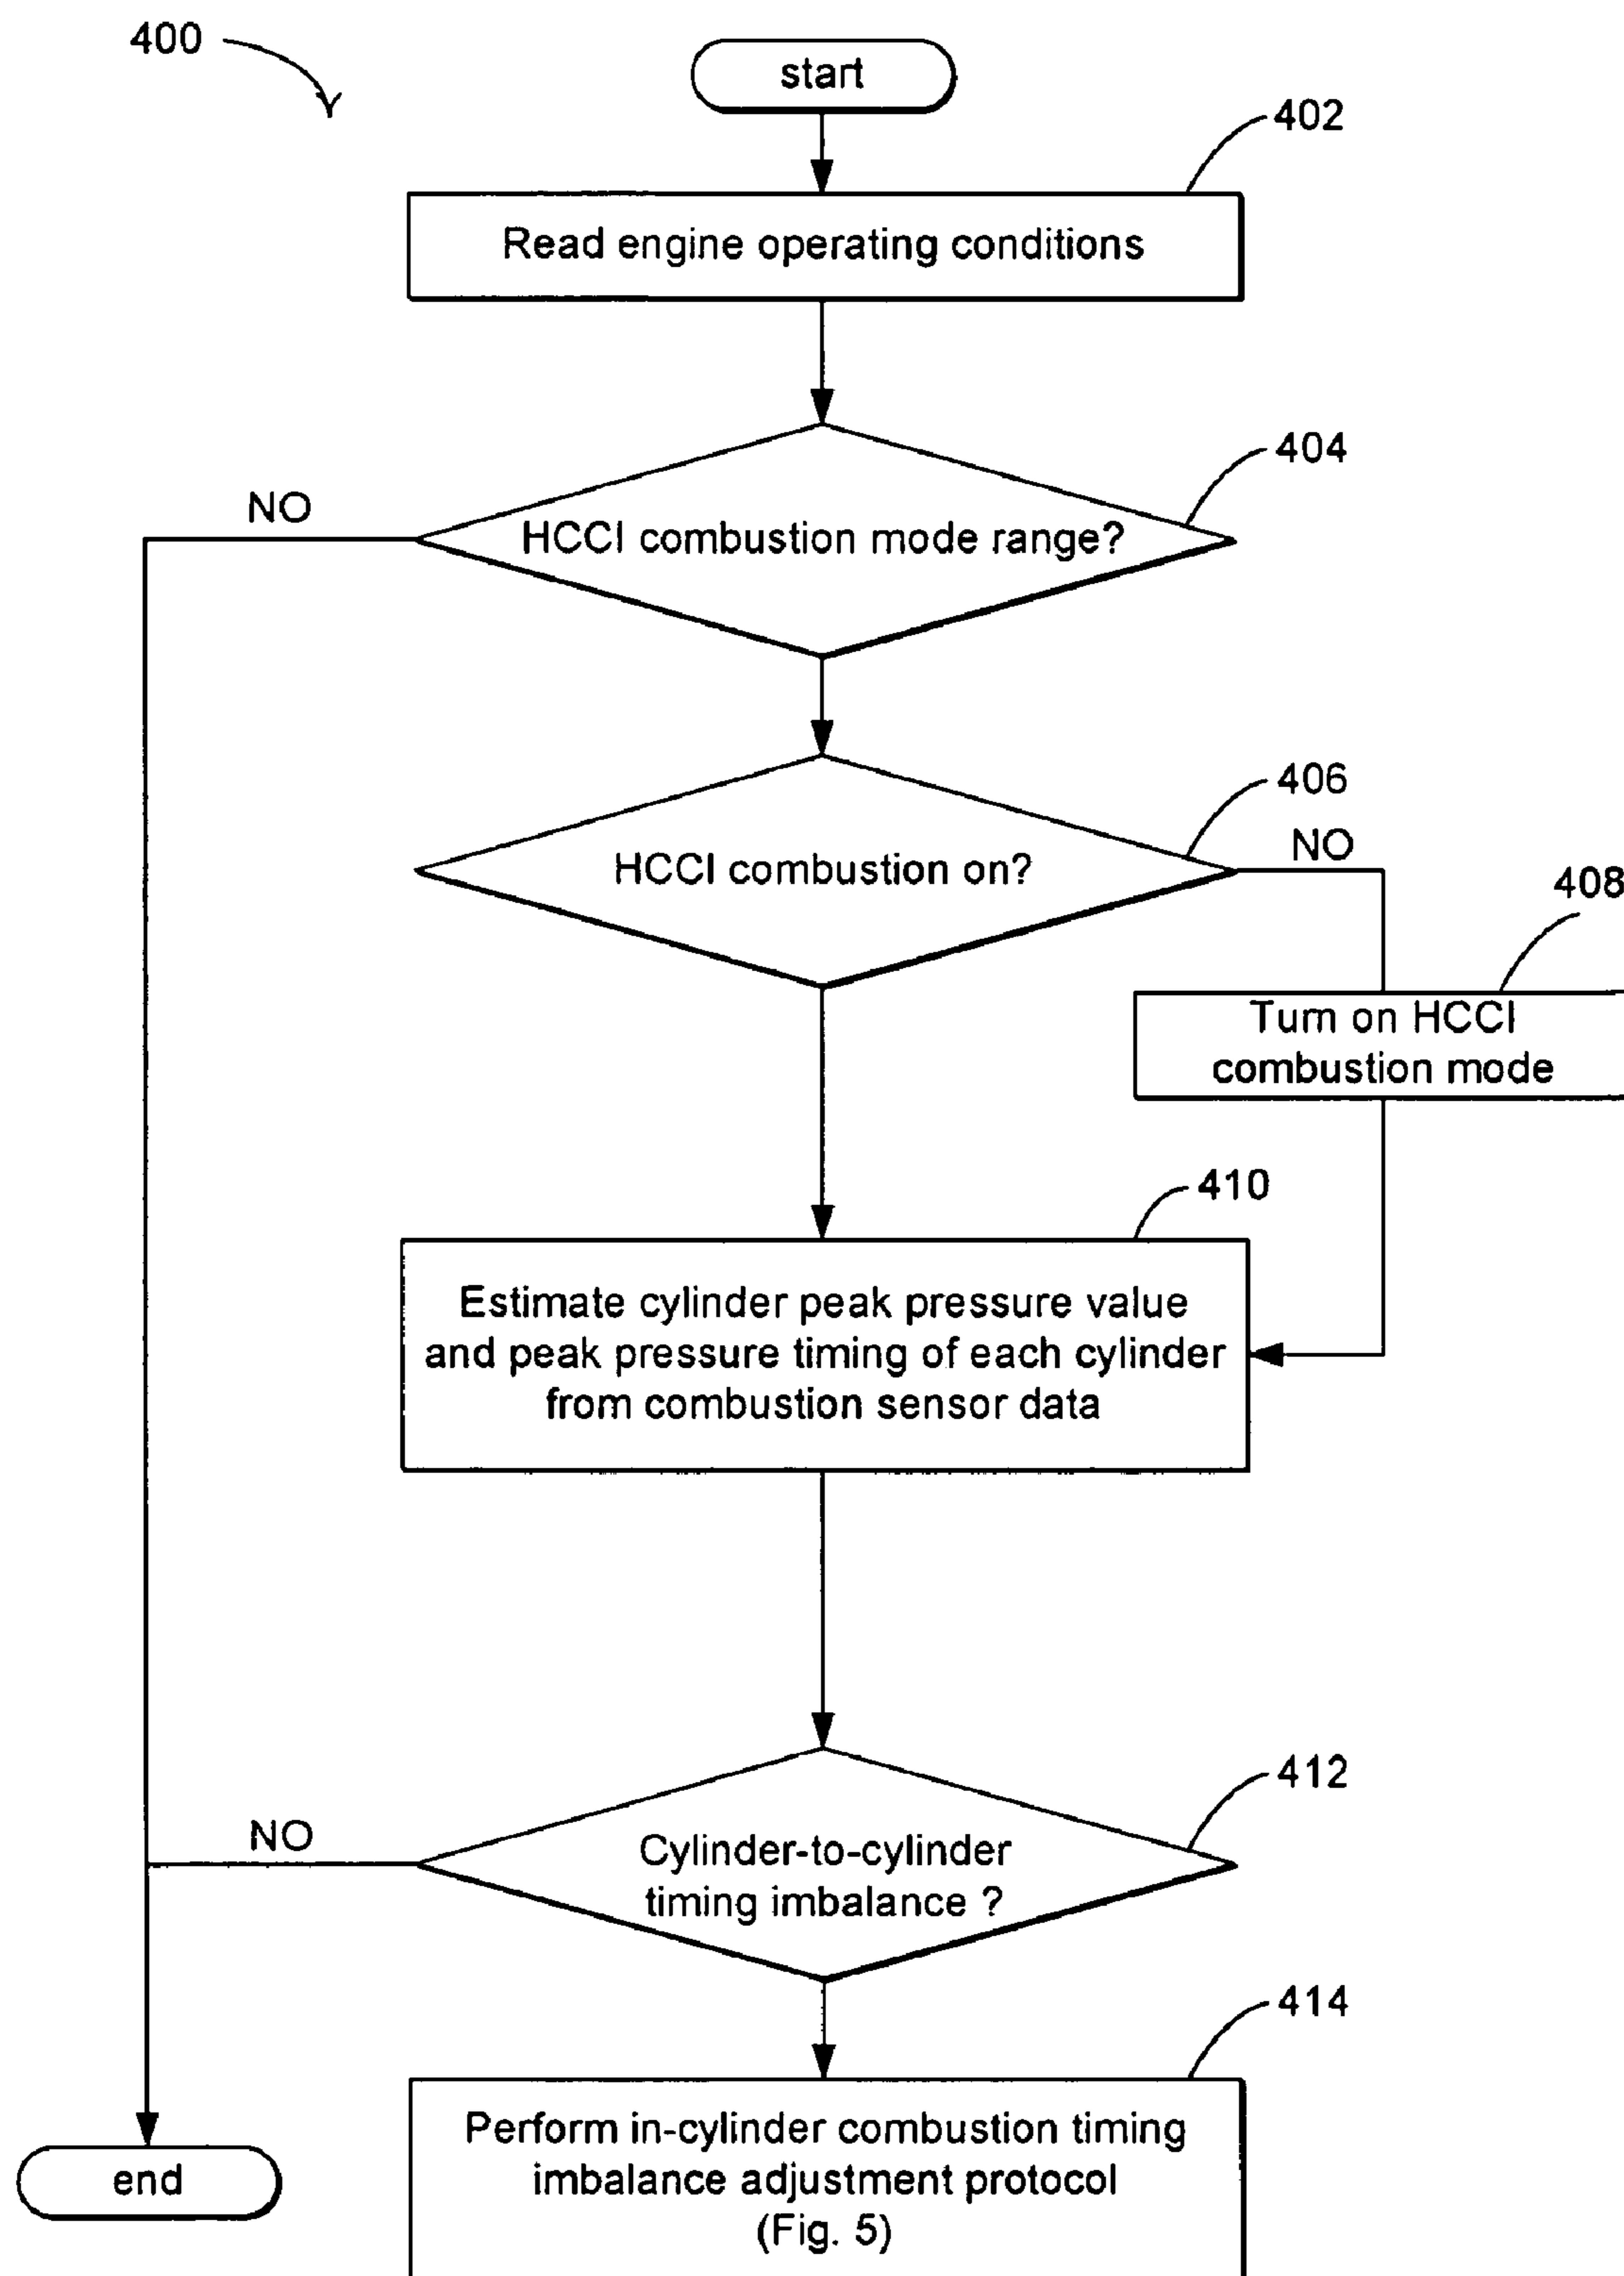 400
start
402
Read engine operating conditions
404
NO
HCCI combustion mode range?
406
HCCI combustion on?
NO
408
Turn on HCCI
combustion mode
410
Estimate cylinder peak pressure value
and peak pressure timing of each cylinder
from combustion sensor data
412
NO
Cylinder-to-cylinder
timing imbalance ?
414
Perform in-cylinder combustion timing
imbalance adjustment protocol
(Fig. 5)
end